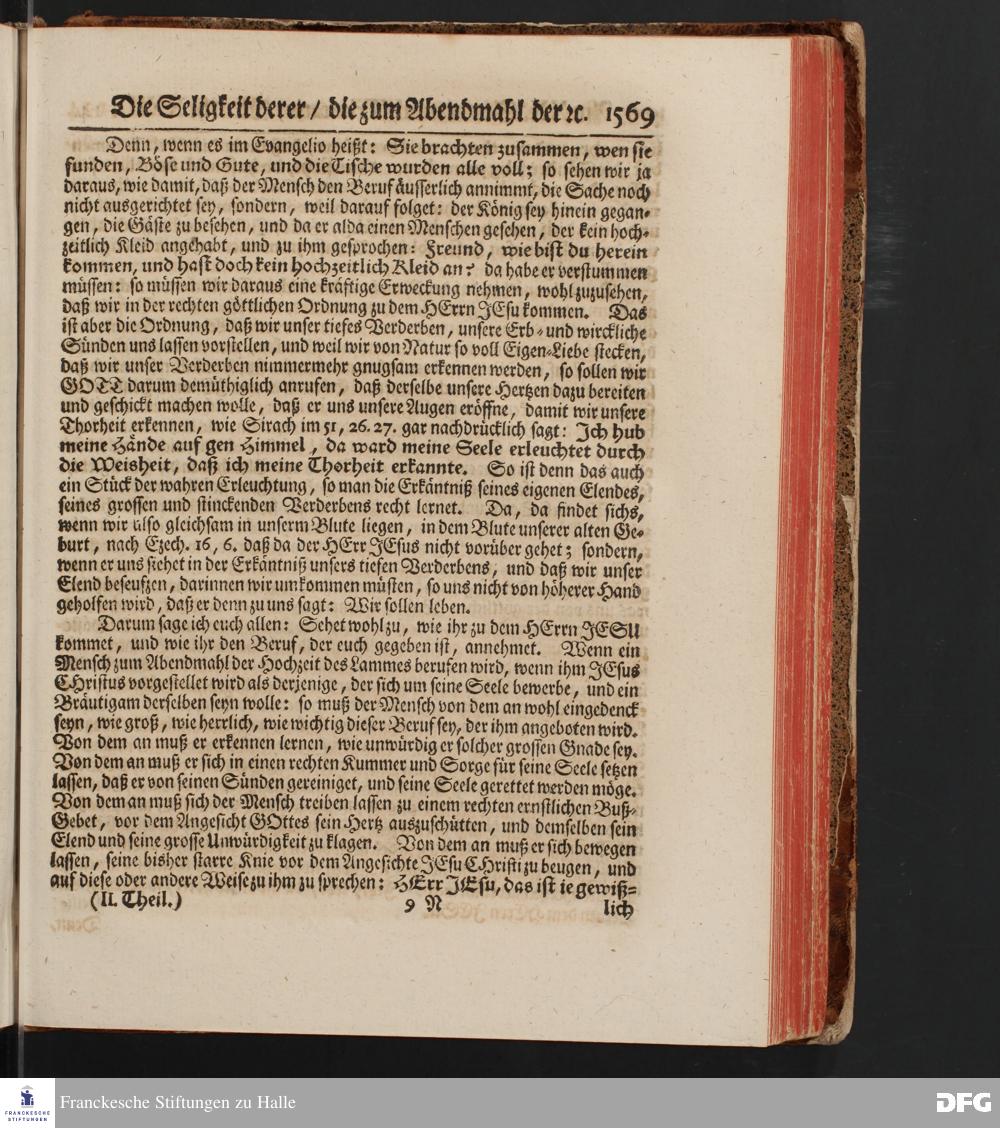 Die Seligkeit derer / die zum Abendmahl der ꝛc. 1569
Denn, wenn es im Evangelio heißt: Sie brachten zusammen, wen sie
funden, Böse und Gute, und die Tische wurden alle voll; so sehen wir ja
daraus, wie damit, daß der Mensch den Beruf äusserlich annimmt, die Sache noch
nicht ausgerichtet sey, sondern, weil darauf folget: der König sey hinein gegan-
gen, die Gäste zu besehen, und da er alda einen Menschen gesehen, der kein hoch-
zeitlich Kleid angehabt, und zu ihm gesprochen: Freund, wie bist du herein
kommen, und hast doch kein hochzeitlich Kleid an? da habe er verstummen
müssen: so müssen wir daraus eine kräftige Erweckung nehmen, wohl zuzusehen,
daß wir in der rechten göttlichen Ordnung zu dem HErrn JEsu kommen. Das
ist aber die Ordnung, daß wir unser tiefes Verderben, unsere Erb- und wirckliche
Sünden uns lassen vorstellen, und weil wir von Natur so voll Eigen-Liebe stecken,
daß wir unser Verderben nimmermehr gnugsam erkennen werden, so sollen wir
GOTT darum demüthiglich anrufen, daß derselbe unsere Hertzen dazu bereiten
und geschickt machen wolle, daß er uns unsere Augen eröffne, damit wir unsere
Thorheit erkennen, wie Sirach im 51, 26. 27. gar nachdrücklich sagt: Ich hub
meine Hände auf gen Himmel, da ward meine Seele erleuchtet durch
die Weisheit, daß ich meine Thorheit erkannte. So ist denn das auch
ein Stück der wahren Erleuchtung, so man die Erkäntniß seines eigenen Elendes,
seines grossen und stinckenden Verderbens recht lernet. Da, da findet sichs,
wenn wir also gleichsam in unserm Blute liegen, in dem Blute unserer alten Ge-
burt, nach Ezech. 16, 6. daß da der HErr JEsus nicht vorüber gehet; sondern,
wenn er uns siehet in der Erkäntniß unsers tiefen Verderbens, und daß wir unser
Elend beseufzen, darinnen wir umkommen müsten, so uns nicht von höherer Hand
geholfen wird, daß er denn zu uns sagt: Wir sollen leben.
Darum sage ich euch allen: Sehet wohl zu, wie ihr zu dem HErrn JESU
kommet, und wie ihr den Beruf, der euch gegeben ist, annehmet. Wenn ein
Mensch zum Abendmahl der Hochzeit des Lammes berufen wird, wenn ihm JEsus
CHristus vorgestellet wird als derjenige, der sich um seine Seele bewerbe, und ein
Bräutigam derselben seyn wolle: so muß der Mensch von dem an wohl eingedenck
seyn, wie groß, wie herrlich, wie wichtig dieser Beruf sey, der ihm angeboten wird.
Von dem an muß er erkennen lernen, wie unwürdig er solcher grossen Gnade sey.
Von dem an muß er sich in einen rechten Kummer und Sorge für seine Seele setzen
lassen, daß er von seinen Sünden gereiniget, und seine Seele gerettet werden möge.
Von dem an muß sich der Mensch treiben lassen zu einem rechten ernstlichen Buß-
Gebet, vor dem Angesicht GOttes sein Hertz auszuschütten, und demselben sein
Elend und seine grosse Unwürdigkeit zu klagen. Von dem an muß er sich bewegen
lassen, seine bisher starre Knie vor dem Angesichte JEsu CHristi zu beugen, und
auf diese oder andere Weise zu ihm zu sprechen: HErr JEsu, das ist ie gewiß-
(II. Theil.) 9 N lich
Franckesche Stiftungen zu Halle
FRANCKESCHE
STIFTUNGEN
DFG